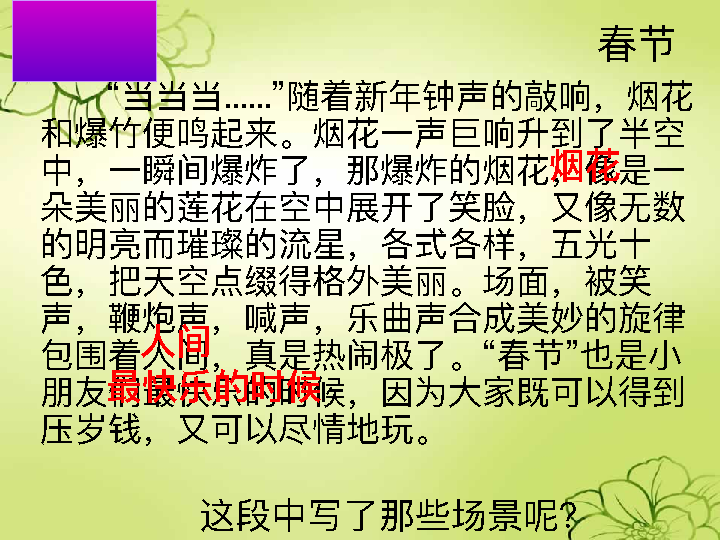 春节
“当当当……”随着新年钟声的敲响，烟花
和爆竹便鸣起来。烟花一声巨响升到了半空
中，一瞬间爆炸了，那爆炸的烟花，像是一
烟花
朵美丽的莲花在空中展开了笑脸，又像无数
的明亮而璀璨的流星，各式各样，五光十
色，把天空点缀得格外美丽。场面，被笑
声，鞭炮声，喊声，乐曲声合成美妙的旋律
人间
包围着人间，真是热闹极了。“春节”也是小
朋友们最快乐的时候，因为大家既可以得到
最快乐的时候
压岁钱，又可以尽情地玩。
这段中写了那些场景呢?